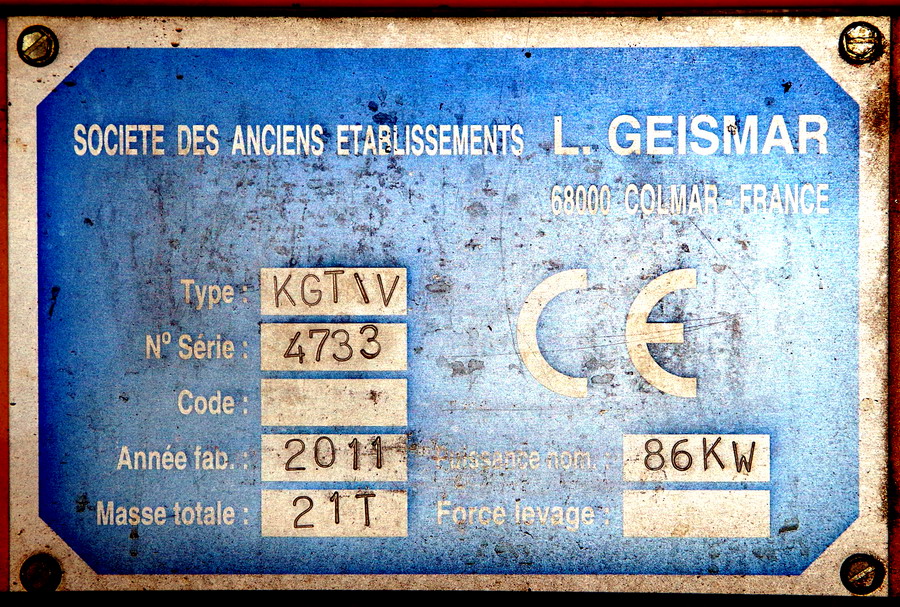 SOCIETE DES ANCIENS ETABLISSEMENTS L. GEISMAR
68000 COLMAR - FRANCE
Type : KGT\V
Nº Série : 4733
CE
Code :
Année fab. : 2011 Puissance nom. : 86KW
Masse totale : 21T Force levage :